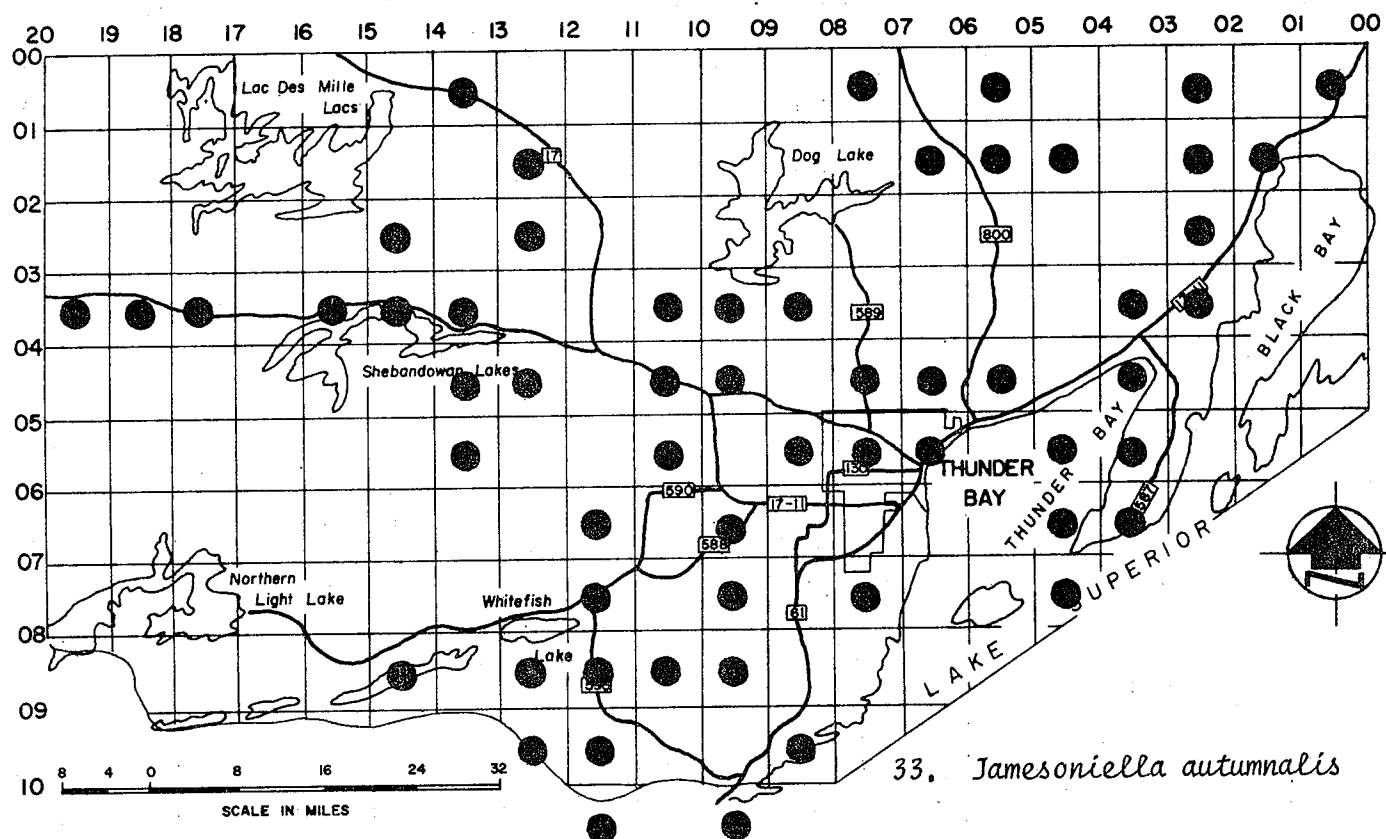 20 19 18 17 16 15 14 13 12 11 10 09 08 07 06 05 04 03 02 01 00
00
01
02
03
04
05
06
07
08
09
10
Lac Des Mille
Lacs
17
Dog Lake
800
589
BLACK BAY
Shebandowan Lakes
THUNDER BAY
130
THUNDER
BAY
590
17-11
588
587
61
Northern
Light Lake
Whitefish
Lake
LAKE SUPERIOR
N
8 4 0 8 16 24 32
SCALE IN MILES
33. Jamesoniella autumnalis